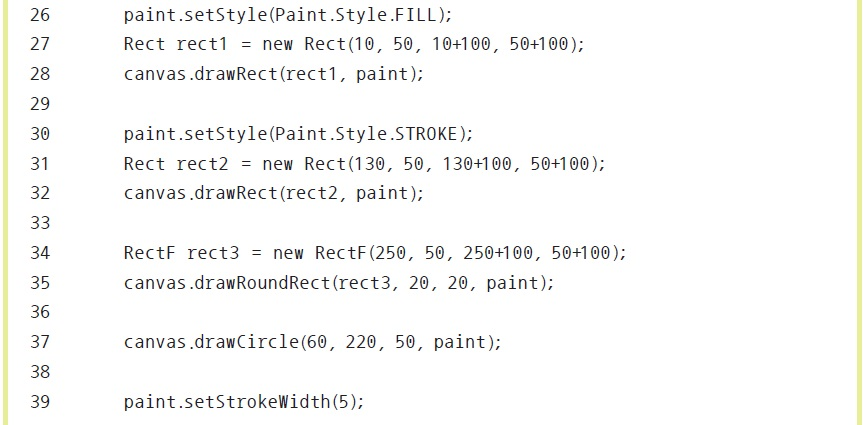 26 paint.setStyle(Paint.Style.FILL);
27 Rect rect1 = new Rect(10, 50, 10+100, 50+100);
28 canvas.drawRect(rect1, paint);
29
30 paint.setStyle(Paint.Style.STROKE);
31 Rect rect2 = new Rect(130, 50, 130+100, 50+100);
32 canvas.drawRect(rect2, paint);
33
34 RectF rect3 = new RectF(250, 50, 250+100, 50+100);
35 canvas.drawRoundRect(rect3, 20, 20, paint);
36
37 canvas.drawCircle(60, 220, 50, paint);
38
39 paint.setStrokeWidth(5);